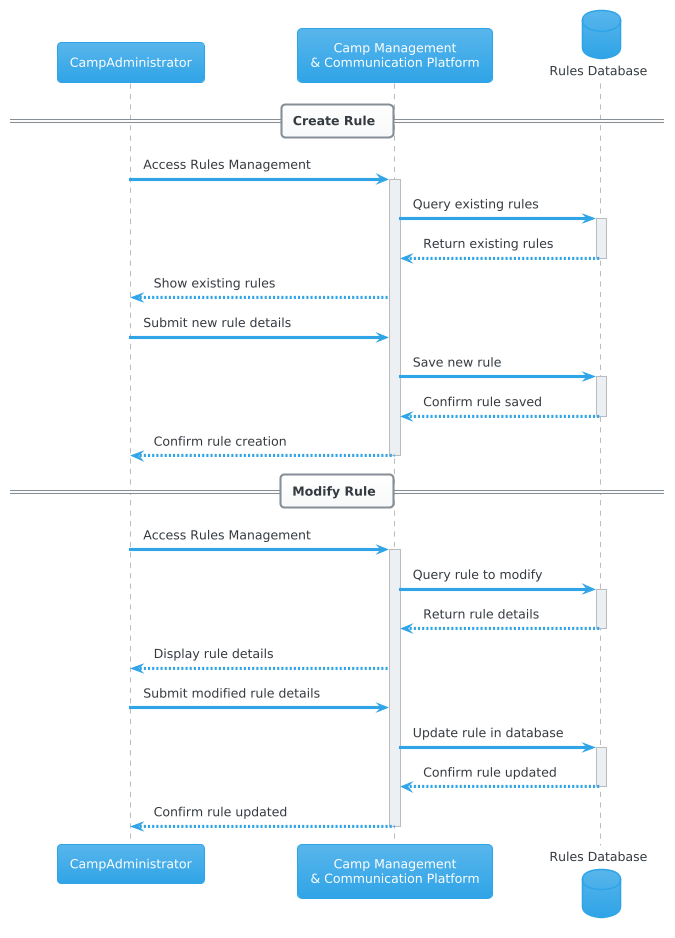 CampAdministrator
Camp Management
& Communication Platform
Rules Database
Create Rule
Access Rules Management
Query existing rules
Return existing rules
Show existing rules
Submit new rule details
Save new rule
Confirm rule saved
Confirm rule creation
Modify Rule
Access Rules Management
Query rule to modify
Return rule details
Display rule details
Submit modified rule details
Update rule in database
Confirm rule updated
Confirm rule updated
CampAdministrator
Camp Management
& Communication Platform
Rules Database